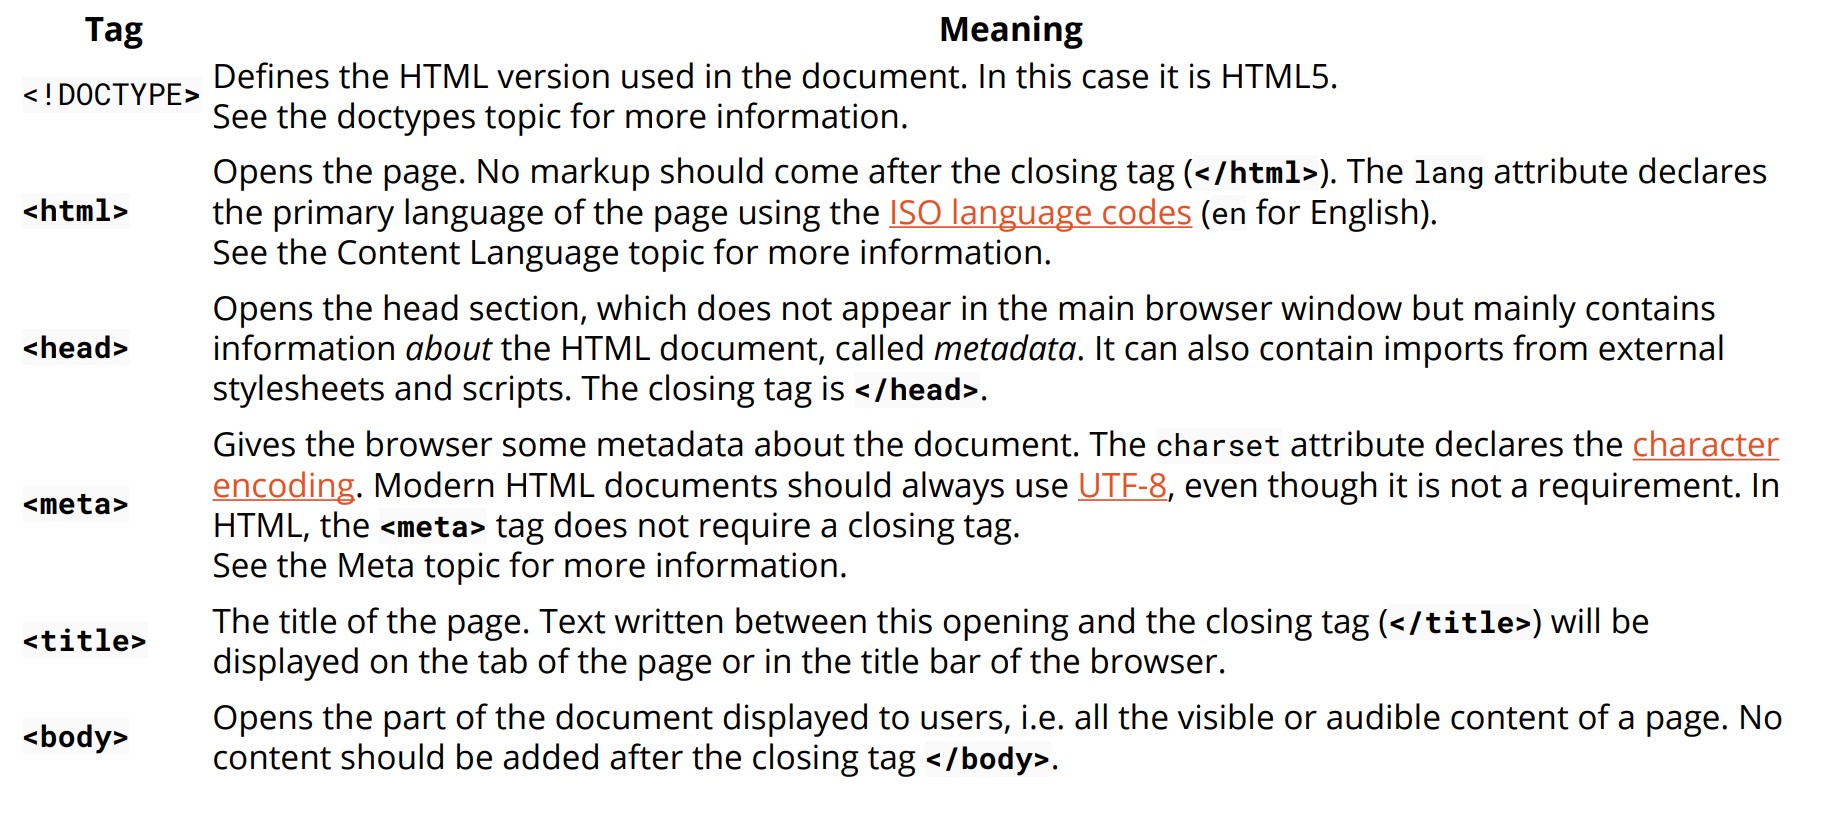 Tag Meaning
<!DOCTYPE> Defines the HTML version used in the document. In this case it is HTML5.
See the doctypes topic for more information.
<html> Opens the page. No markup should come after the closing tag (</html>). The lang attribute declares
the primary language of the page using the ISO language codes (en for English).
See the Content Language topic for more information.
<head> Opens the head section, which does not appear in the main browser window but mainly contains
information about the HTML document, called metadata. It can also contain imports from external
stylesheets and scripts. The closing tag is </head>.
<meta> Gives the browser some metadata about the document. The charset attribute declares the character
encoding. Modern HTML documents should always use UTF-8, even though it is not a requirement. In
HTML, the <meta> tag does not require a closing tag.
See the Meta topic for more information.
<title> The title of the page. Text written between this opening and the closing tag (</title>) will be
displayed on the tab of the page or in the title bar of the browser.
<body> Opens the part of the document displayed to users, i.e. all the visible or audible content of a page. No
content should be added after the closing tag </body>.